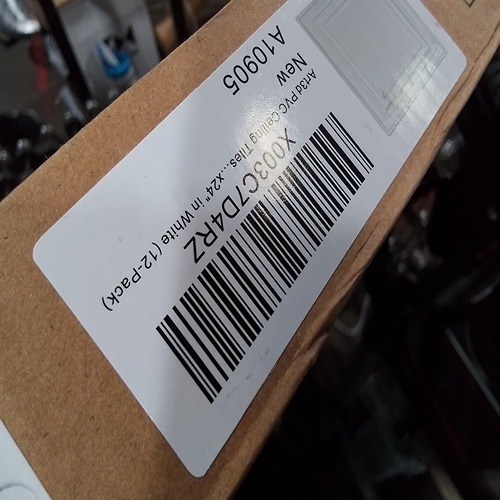 X003C7D4RZ
Art3d PVC Ceiling Tiles...x24" in White (12-Pack)
New
A10905